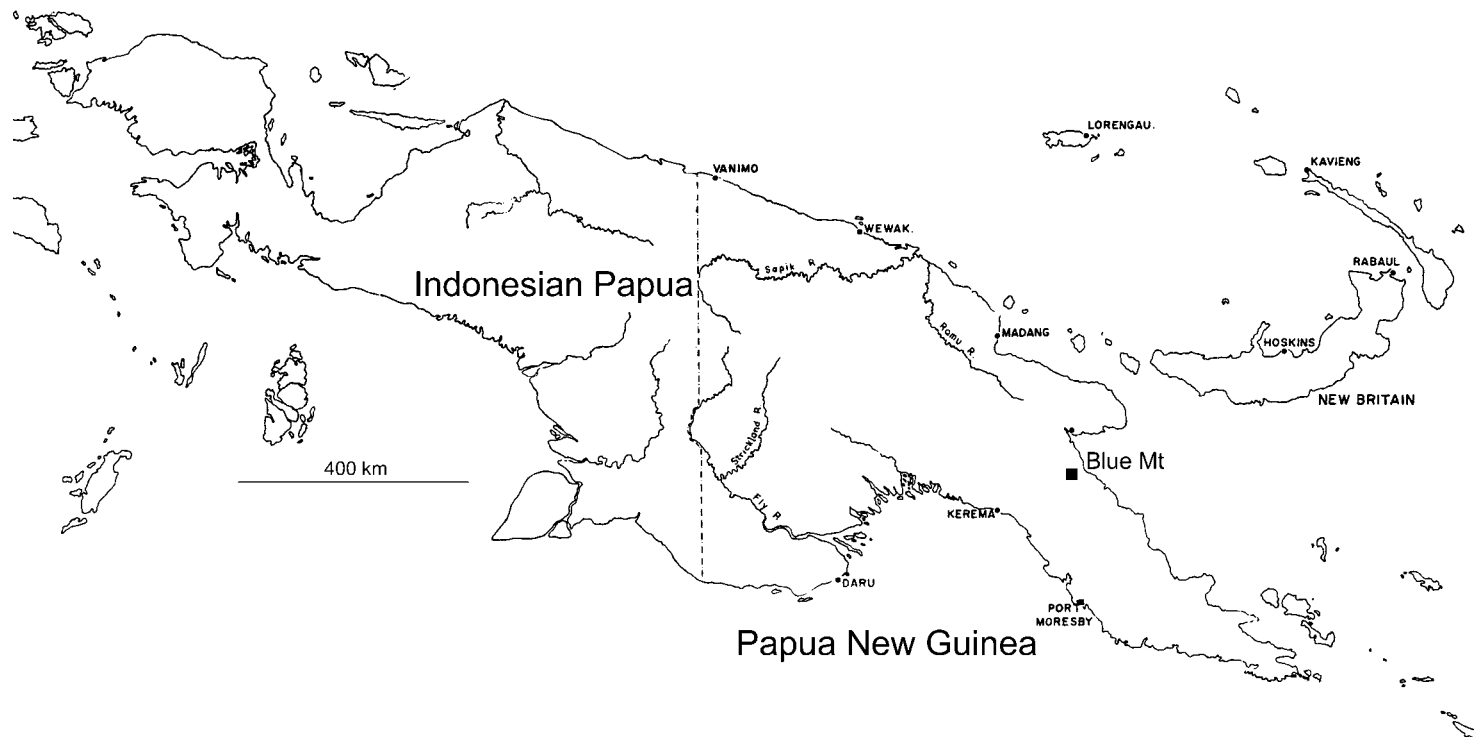 LORENGAU.
KAVIENG
VANIMO
WEWAK.
RABAUL
Sepik R
Indonesian Papua
Ramu R.
MADANG
HOSKINS
NEW BRITAIN
Strickland R
400 km
Blue Mt
Fly R
KEREMA
DARU
PORT
MORESBY
Papua New Guinea